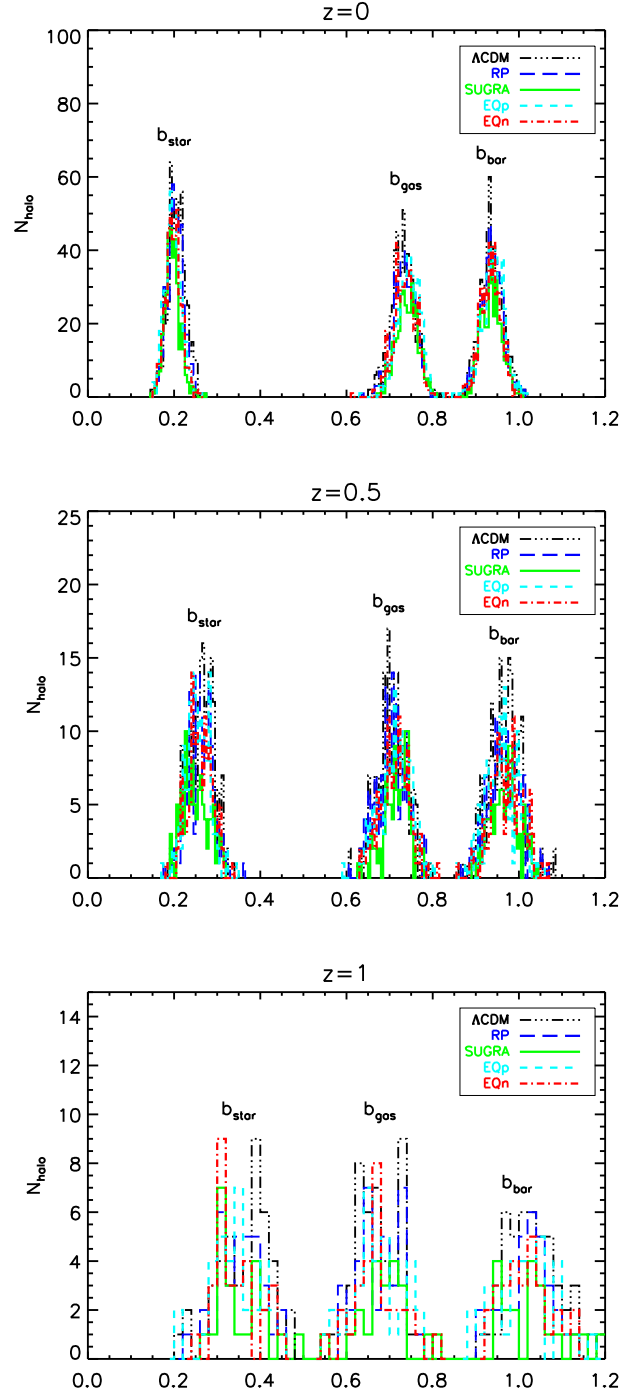 z=0
100
80
60
40
20
0
N_halo
b_star
b_gas
b_bar
ΛCDM
RP
SUGRA
EQp
EQn
0.0 0.2 0.4 0.6 0.8 1.0 1.2
z=0.5
25
20
15
10
5
0
N_halo
b_star
b_gas
b_bar
ΛCDM
RP
SUGRA
EQp
EQn
0.0 0.2 0.4 0.6 0.8 1.0 1.2
z=1
14
12
10
8
6
4
2
0
N_halo
b_star
b_gas
b_bar
ΛCDM
RP
SUGRA
EQp
EQn
0.0 0.2 0.4 0.6 0.8 1.0 1.2